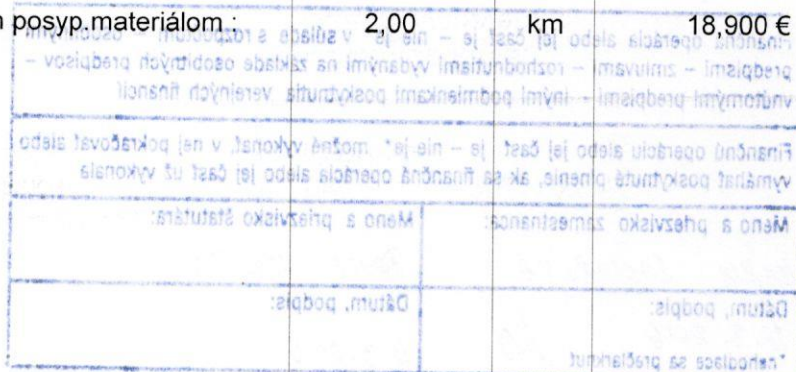 posyp.materiálom : 2,00 km 18,900 €
Finančná operácia alebo jej časť je – nie je* v súlade s rozpočtom – osobitnými
predpismi – zmluvami – rozhodnutiami vydanými na základe osobitných predpisov –
vnútornými predpismi - inými podmienkami poskytnutia verejných financií
Finančnú operáciu alebo jej časť je – nie je* možné vykonať, v nej pokračovať alebo
vymáhať poskytnuté plnenie, ak sa finančná operácia alebo jej časť už vykonala
Meno a priezvisko zamestnanca: Meno a priezvisko štatutára:
Dátum, podpis: Dátum, podpis:
*nehodiace sa prečiarknuť